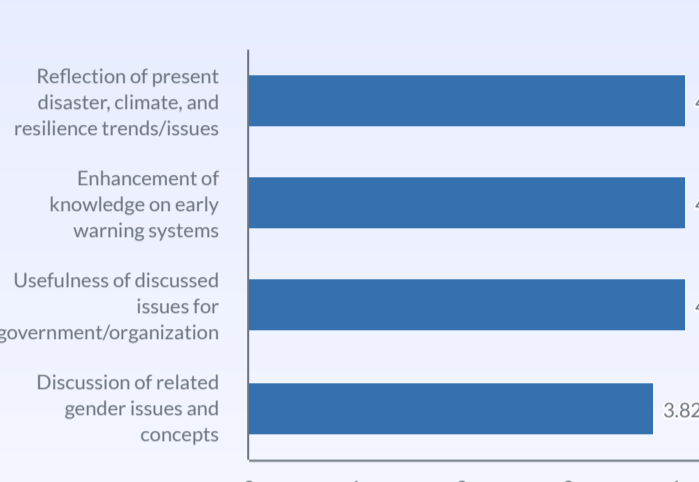 Reflection of present
disaster, climate, and
resilience trends/issues
Enhancement of
knowledge on early
warning systems
Usefulness of discussed
issues for
government/organization
Discussion of related
gender issues and
concepts
3.82